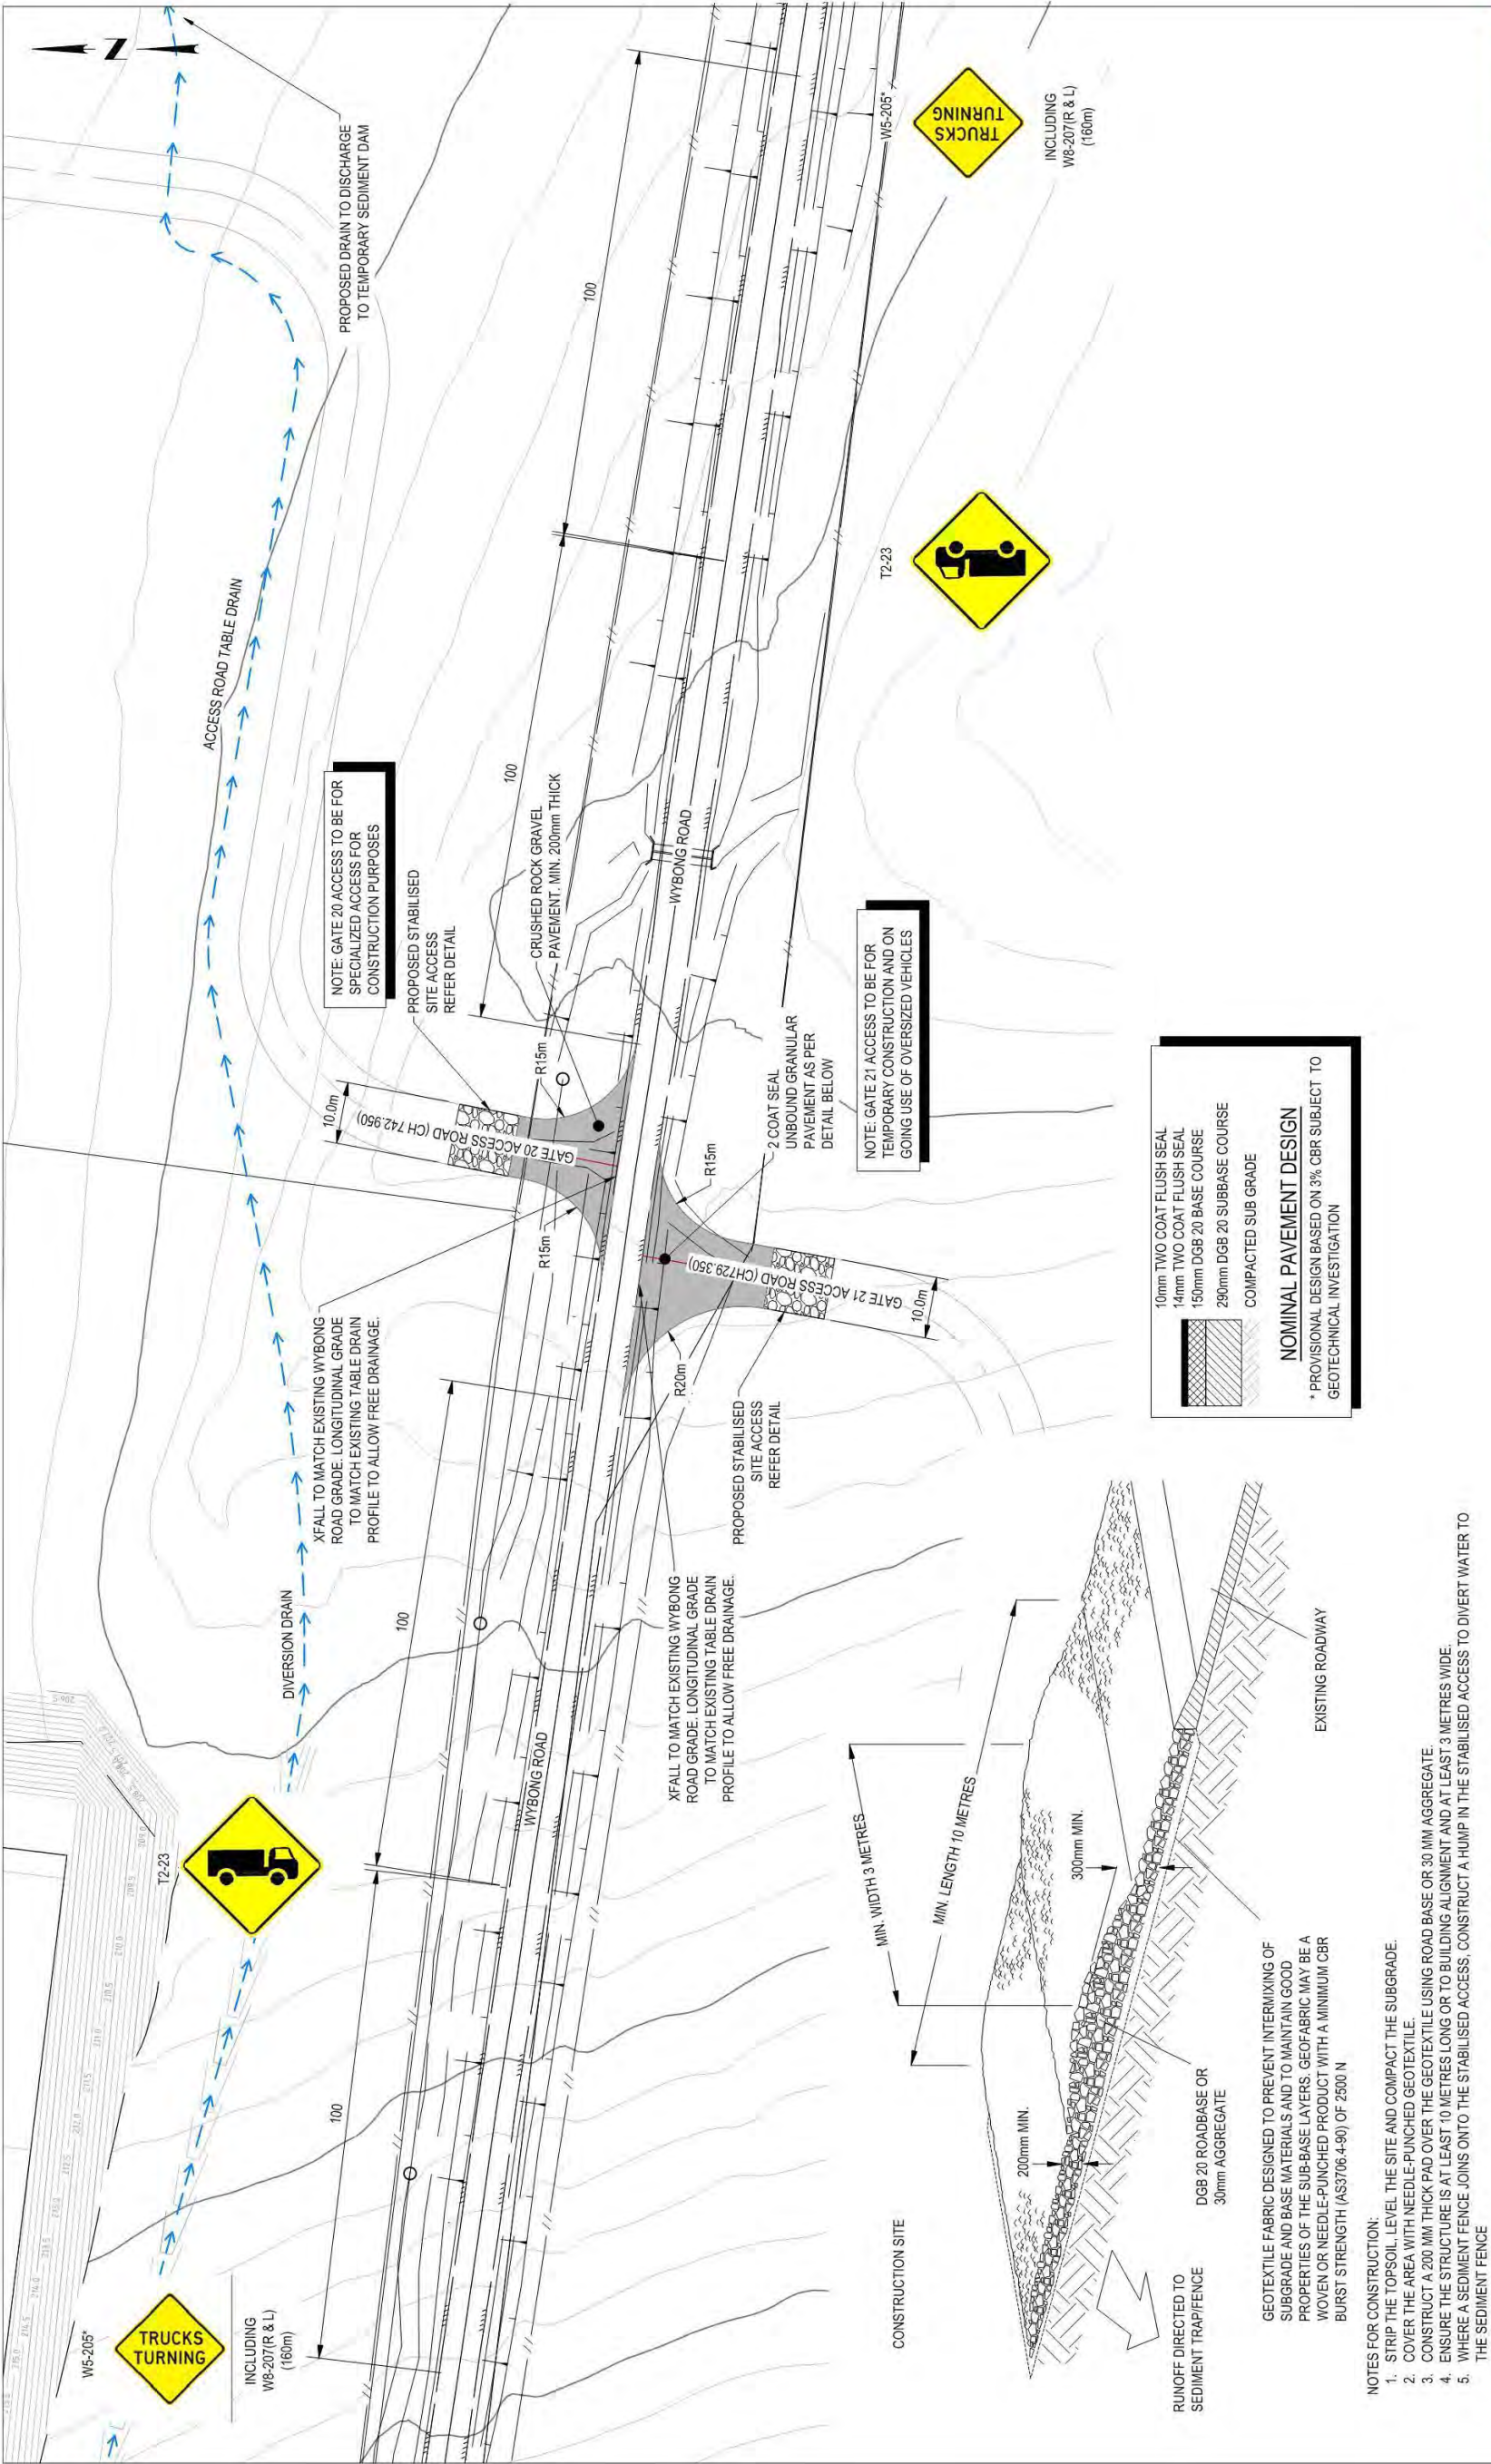 W5-205*
TRUCKS
TURNING
INCLUDING
W8-207(R & L)
(160m)
T2-23
DIVERSION DRAIN
XFALL TO MATCH EXISTING WYBONG
ROAD GRADE. LONGITUDINAL GRADE
TO MATCH EXISTING TABLE DRAIN
PROFILE TO ALLOW FREE DRAINAGE.
ACCESS ROAD TABLE DRAIN
PROPOSED DRAIN TO DISCHARGE
TO TEMPORARY SEDIMENT DAM
N
NOTE: GATE 20 ACCESS TO BE FOR
SPECIALIZED ACCESS FOR
CONSTRUCTION PURPOSES
PROPOSED STABILISED
SITE ACCESS
REFER DETAIL
CRUSHED ROCK GRAVEL
PAVEMENT. MIN. 200mm THICK
10.0m
GATE 20 ACCESS ROAD (CH 742.950)
R15m
R15m
100
100
100
100
WYBONG ROAD
WYBONG ROAD
XFALL TO MATCH EXISTING WYBONG
ROAD GRADE. LONGITUDINAL GRADE
TO MATCH EXISTING TABLE DRAIN
PROFILE TO ALLOW FREE DRAINAGE.
R20m
R15m
PROPOSED STABILISED
SITE ACCESS
REFER DETAIL
GATE 21 ACCESS ROAD (CH729.350)
10.0m
2 COAT SEAL
UNBOUND GRANULAR
PAVEMENT AS PER
DETAIL BELOW
NOTE: GATE 21 ACCESS TO BE FOR
TEMPORARY CONSTRUCTION AND ON
GOING USE OF OVERSIZED VEHICLES
T2-23
W5-205*
TRUCKS
TURNING
INCLUDING
W8-207(R & L)
(160m)
CONSTRUCTION SITE
MIN. WIDTH 3 METRES
MIN. LENGTH 10 METRES
200mm MIN.
300mm MIN.
DGB 20 ROADBASE OR
30mm AGGREGATE
RUNOFF DIRECTED TO
SEDIMENT TRAP/FENCE
EXISTING ROADWAY
GEOTEXTILE FABRIC DESIGNED TO PREVENT INTERMIXING OF
SUBGRADE AND BASE MATERIALS AND TO MAINTAIN GOOD
PROPERTIES OF THE SUB-BASE LAYERS. GEOFABRIC MAY BE A
WOVEN OR NEEDLE-PUNCHED PRODUCT WITH A MINIMUM CBR
BURST STRENGTH (AS3706.4-90) OF 2500 N
NOTES FOR CONSTRUCTION:
1. STRIP THE TOPSOIL, LEVEL THE SITE AND COMPACT THE SUBGRADE.
2. COVER THE AREA WITH NEEDLE-PUNCHED GEOTEXTILE.
3. CONSTRUCT A 200 MM THICK PAD OVER THE GEOTEXTILE USING ROAD BASE OR 30 MM AGGREGATE.
4. ENSURE THE STRUCTURE IS AT LEAST 10 METRES LONG OR TO BUILDING ALIGNMENT AND AT LEAST 3 METRES WIDE.
5. WHERE A SEDIMENT FENCE JOINS ONTO THE STABILISED ACCESS, CONSTRUCT A HUMP IN THE STABILISED ACCESS TO DIVERT WATER TO
THE SEDIMENT FENCE
10mm TWO COAT FLUSH SEAL
14mm TWO COAT FLUSH SEAL
150mm DGB 20 BASE COURSE
290mm DGB 20 SUBBASE COURSE
COMPACTED SUB GRADE
NOMINAL PAVEMENT DESIGN
* PROVISIONAL DESIGN BASED ON 3% CBR SUBJECT TO
GEOTECHNICAL INVESTIGATION